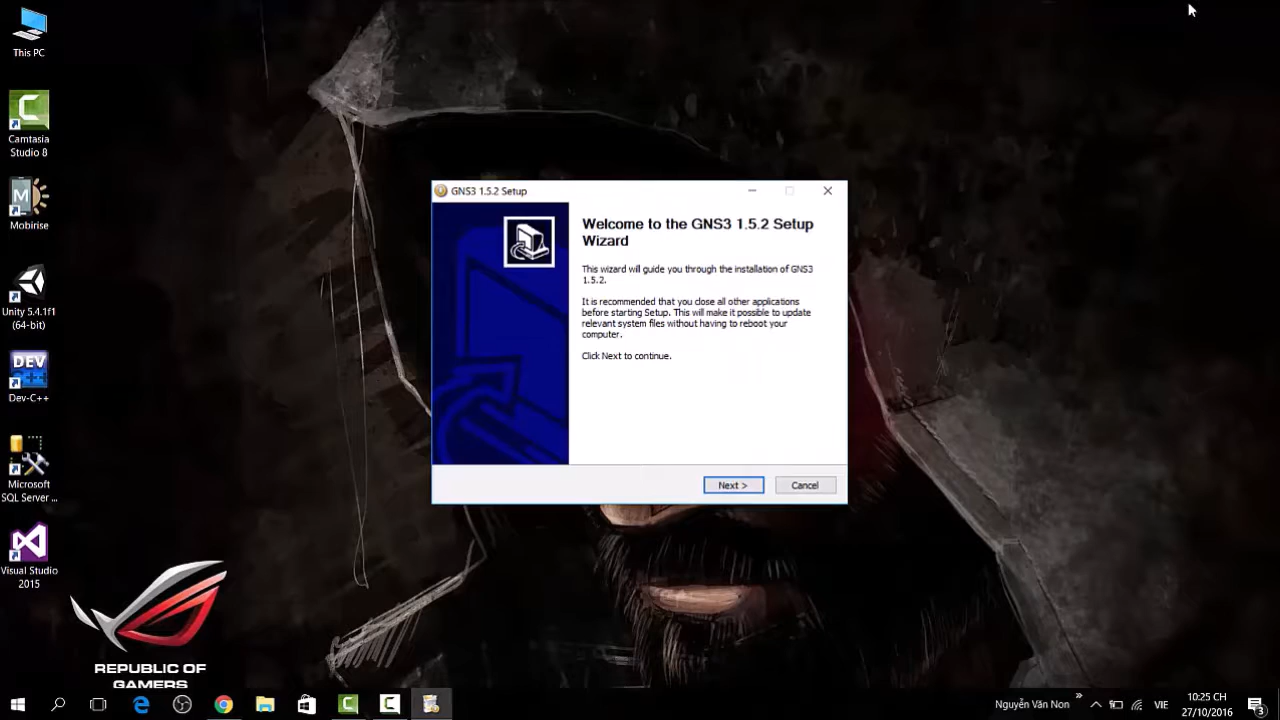 This PC
Camtasia
Studio 8
Mobirise
Unity 5.4.1f1
(64-bit)
DEV
Dev-C++
Microsoft
SQL Server ...
Visual Studio
2015
REPUBLIC OF
GAMERS
GNS3 1.5.2 Setup
Welcome to the GNS3 1.5.2 Setup
Wizard
This wizard will guide you through the installation of GNS3
1.5.2.
It is recommended that you close all other applications
before starting Setup. This will make it possible to update
relevant system files without having to reboot your
computer.
Click Next to continue.
Next >
Cancel
Nguyễn Văn Non
VIE
10:25 CH
27/10/2016
3